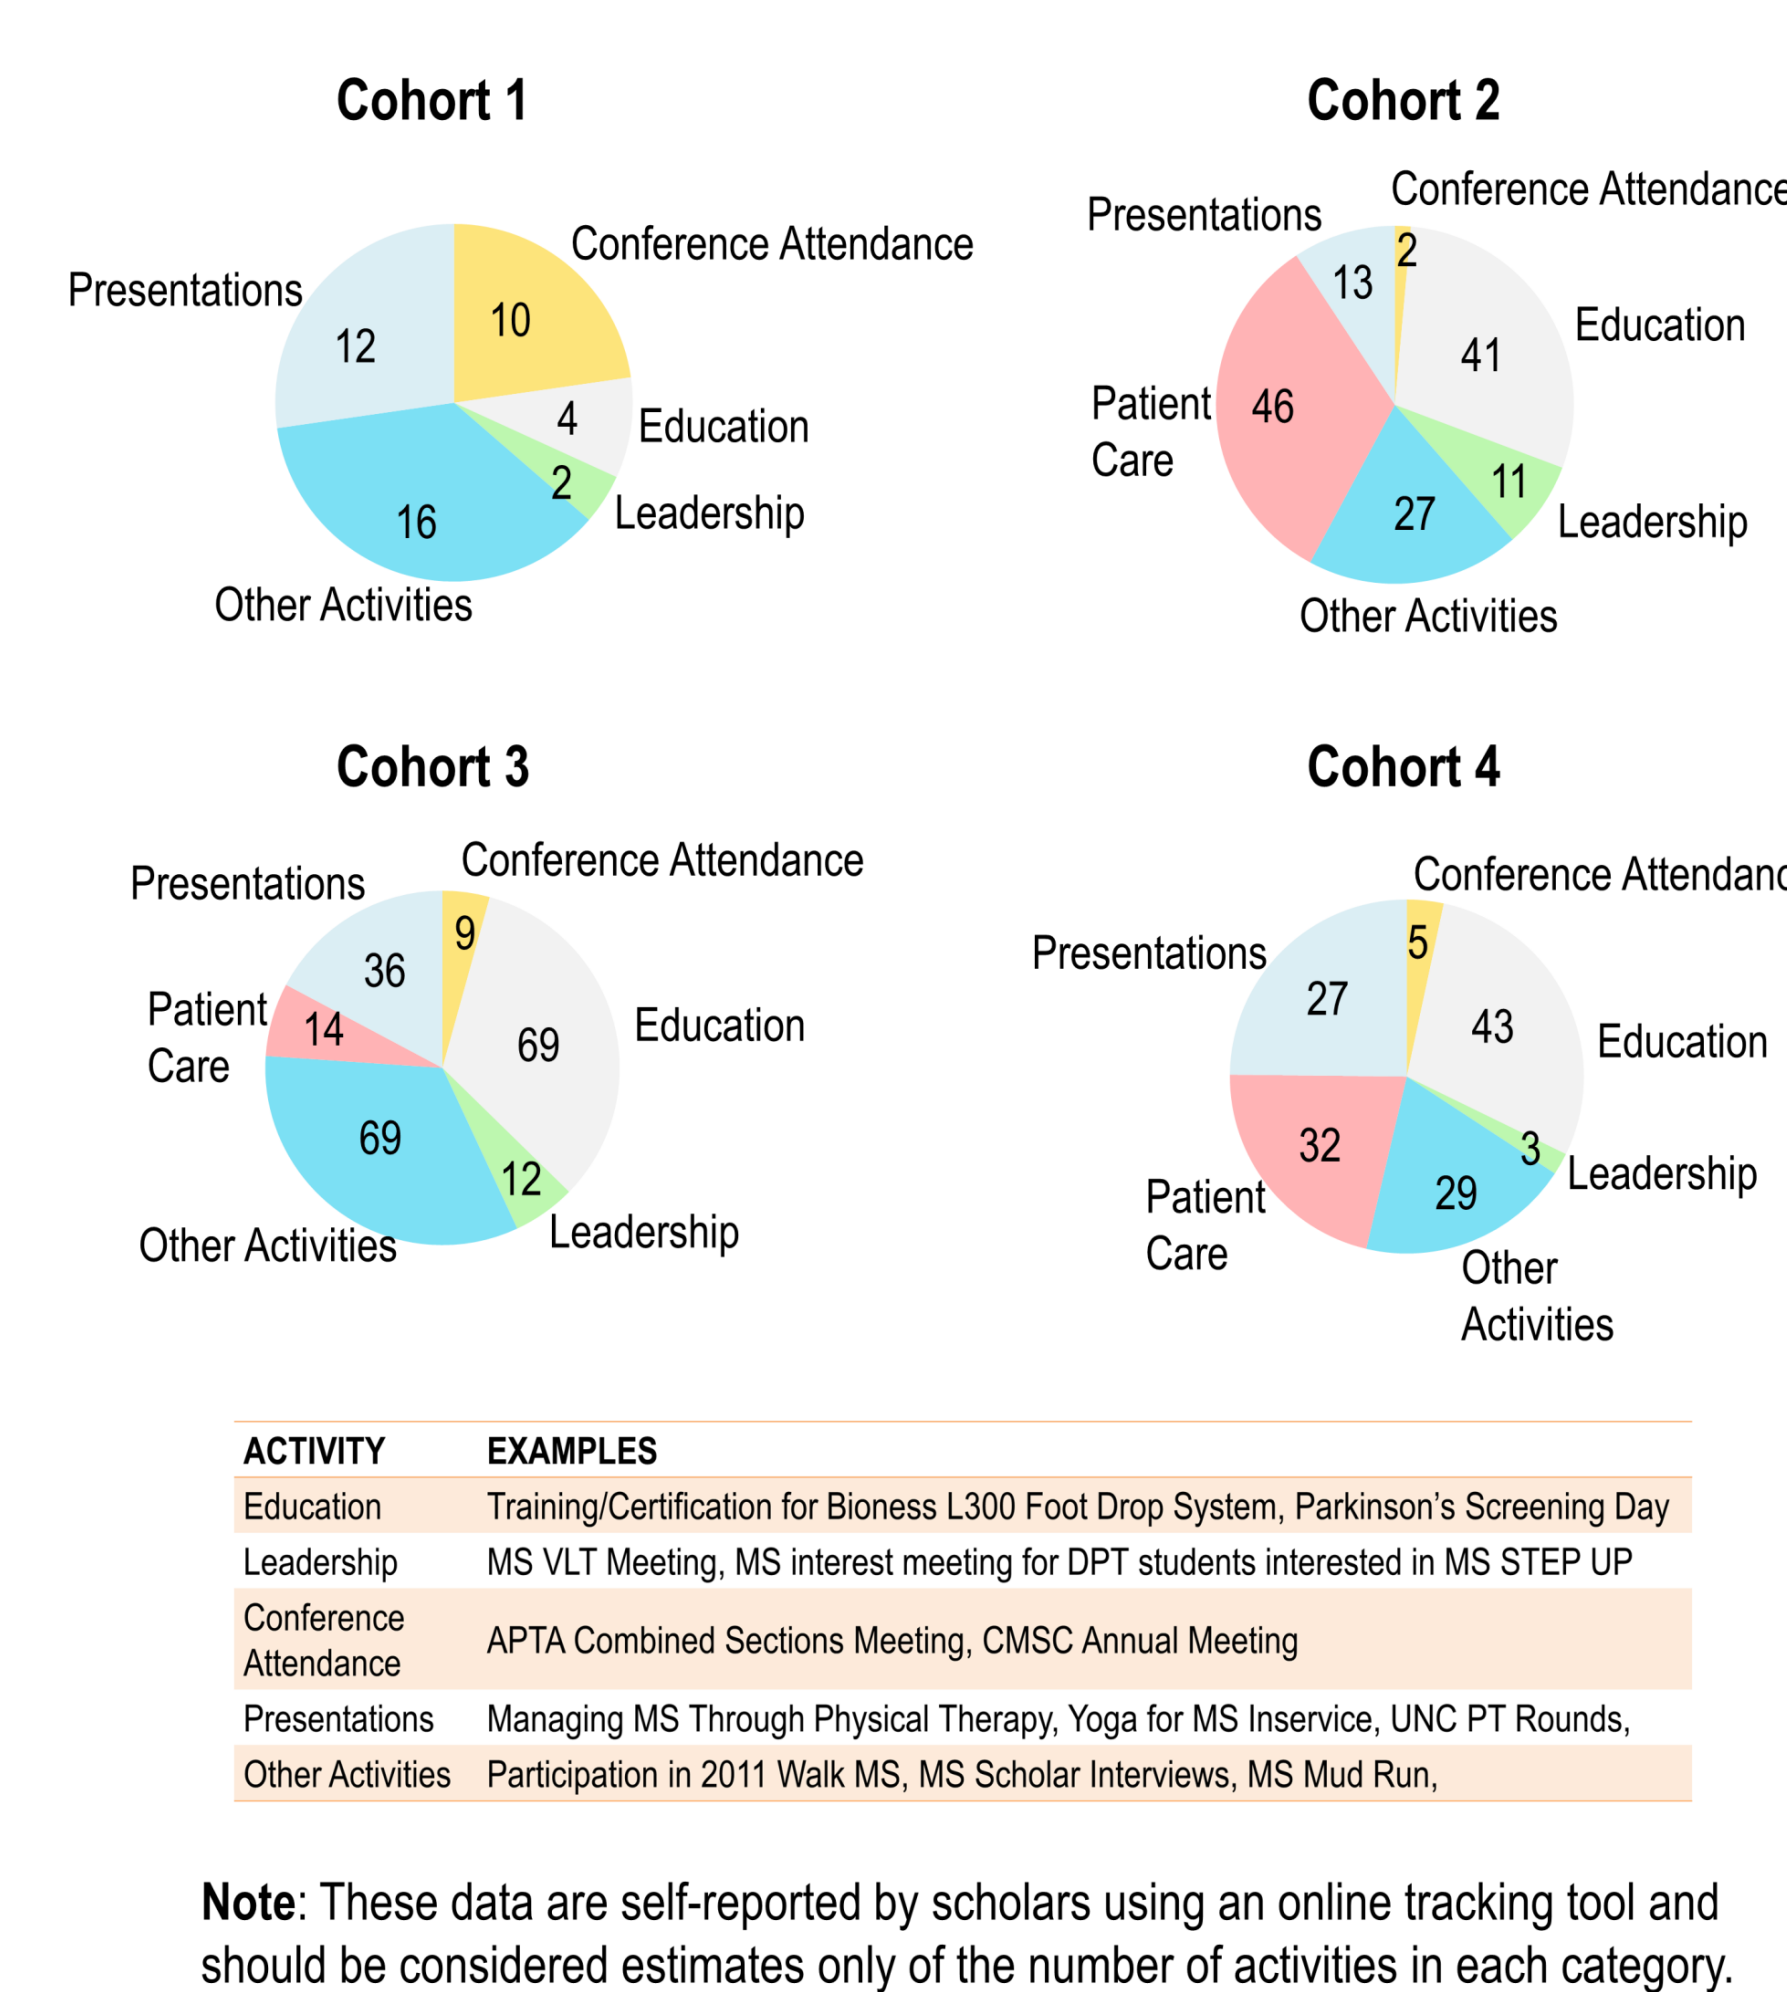 Cohort 1
Conference Attendance
Presentations
10
12
4
Education
2
Leadership
16
Other Activities
Cohort 2
Conference Attendance
Presentations
2
13
Education
41
Patient
Care
46
11
27
Leadership
Other Activities
Cohort 3
Conference Attendance
Presentations
9
36
Patient
Care
14
69
Education
69
12
Leadership
Other Activities
Cohort 4
Conference Attendanc
Presentations
5
27
43
Education
3
32
Leadership
29
Patient
Care
Other
Activities
ACTIVITY EXAMPLES
Education Training/Certification for Bioness L300 Foot Drop System, Parkinson’s Screening Day
Leadership MS VLT Meeting, MS interest meeting for DPT students interested in MS STEP UP
Conference
Attendance
APTA Combined Sections Meeting, CMSC Annual Meeting
Presentations Managing MS Through Physical Therapy, Yoga for MS Inservice, UNC PT Rounds,
Other Activities Participation in 2011 Walk MS, MS Scholar Interviews, MS Mud Run,
Note: These data are self-reported by scholars using an online tracking tool and
should be considered estimates only of the number of activities in each category.